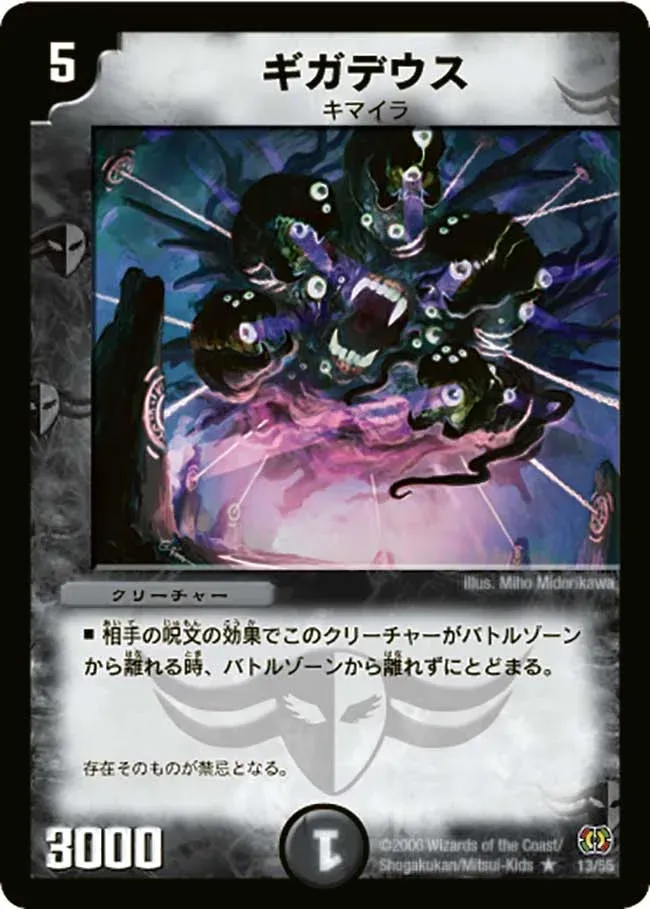 5
ギガデウス
キマイラ
illus. Miho Midorikawa
クリーチャー
■ 相手の呪文の効果でこのクリーチャーがバトルゾーン
から離れる時、バトルゾーンから離れずにとどまる。
存在そのものが禁忌となる。
3000
1
©2006 Wizards of the Coast/
Shogakukan/Mitsui-Kids ★ 13/55